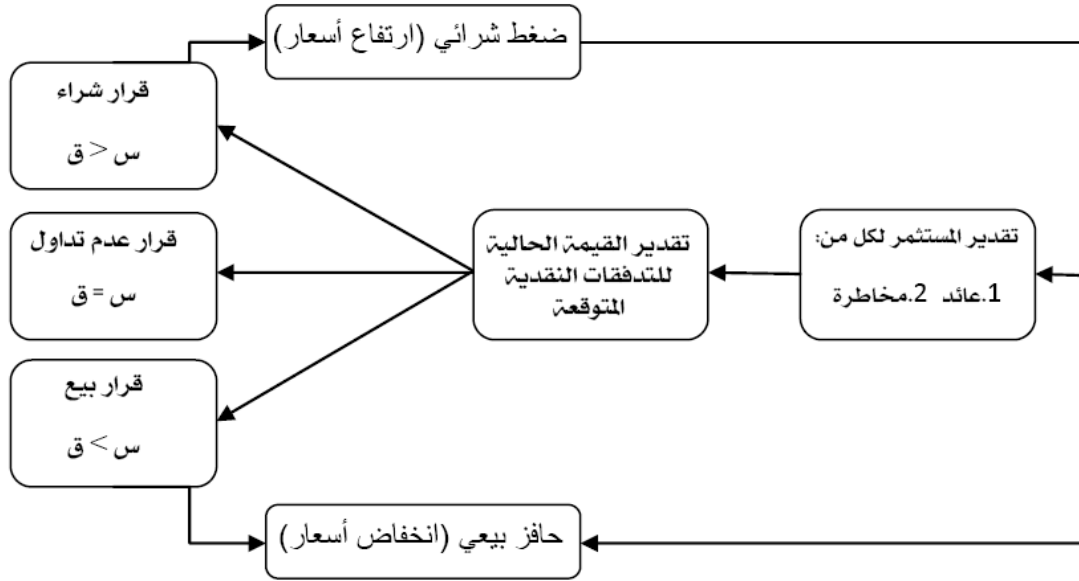 ضغط شرائي (ارتفاع أسعار)
قرار شراء
س < ق
قرار عدم تداول
س = ق
قرار بيع
س > ق
تقدير القيمة الحالية
للتدفقات النقدية
المتوقعة
تقدير المستثمر لكل من:
1.عائد 2.مخاطرة
حافز بيعي (انخفاض أسعار)